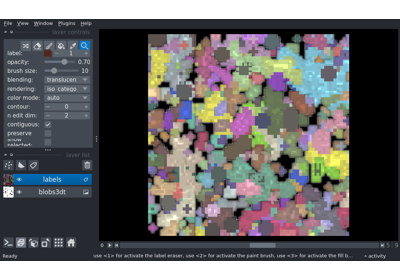 File View Window Plugins Help
layer controls
label: 1
opacity: 0.70
brush size: 10
blending: translucen
rendering: iso_catego
color mode: auto
contour: 0
n edit dim: 2
contiguous:
preserve
show
selected:
layer list
labels
blobs3dt
Ready
use <1> for activate the label eraser, use <2> for activate the paint brush, use <3> for activate the fill b...
activity